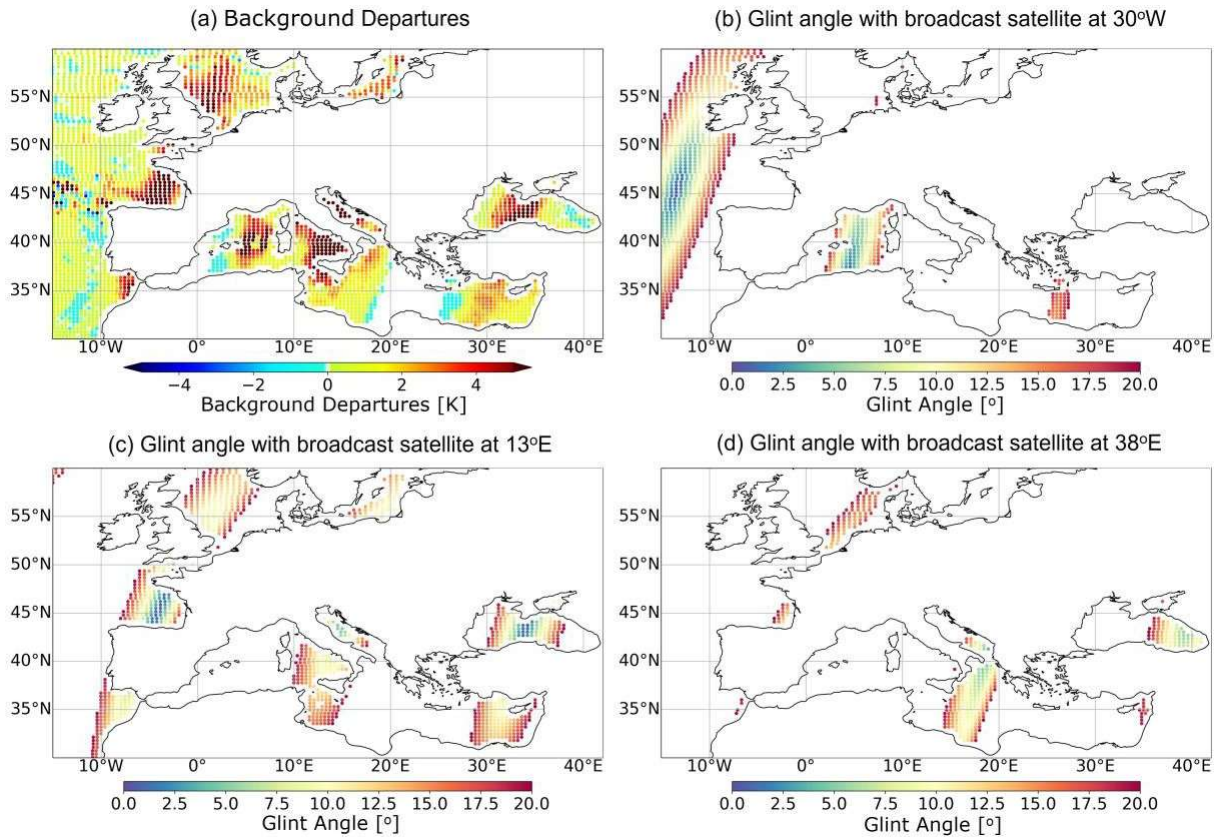 (a) Background Departures
(b) Glint angle with broadcast satellite at 30°W
55°N
50°N
45°N
40°N
35°N
10°W 0° 10°E 20°E 30°E 40°E
−4 −2 0 2 4
Background Departures [K]
55°N
50°N
45°N
40°N
35°N
10°W 0° 10°E 20°E 30°E 40°E
0.0 2.5 5.0 7.5 10.0 12.5 15.0 17.5 20.0
Glint Angle [°]
(c) Glint angle with broadcast satellite at 13°E
(d) Glint angle with broadcast satellite at 38°E
55°N
50°N
45°N
40°N
35°N
10°W 0° 10°E 20°E 30°E 40°E
0.0 2.5 5.0 7.5 10.0 12.5 15.0 17.5 20.0
Glint Angle [°]
55°N
50°N
45°N
40°N
35°N
10°W 0° 10°E 20°E 30°E 40°E
0.0 2.5 5.0 7.5 10.0 12.5 15.0 17.5 20.0
Glint Angle [°]